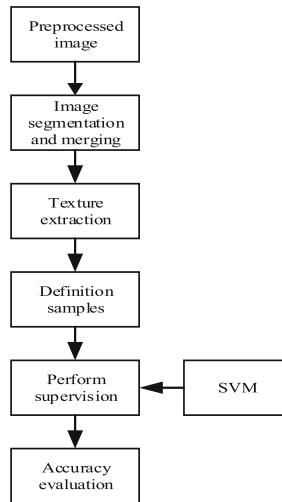 Preprocessed
image
Image
segmentation
and merging
Texture
extraction
Definition
samples
Perform
supervision
SVM
Accuracy
evaluation